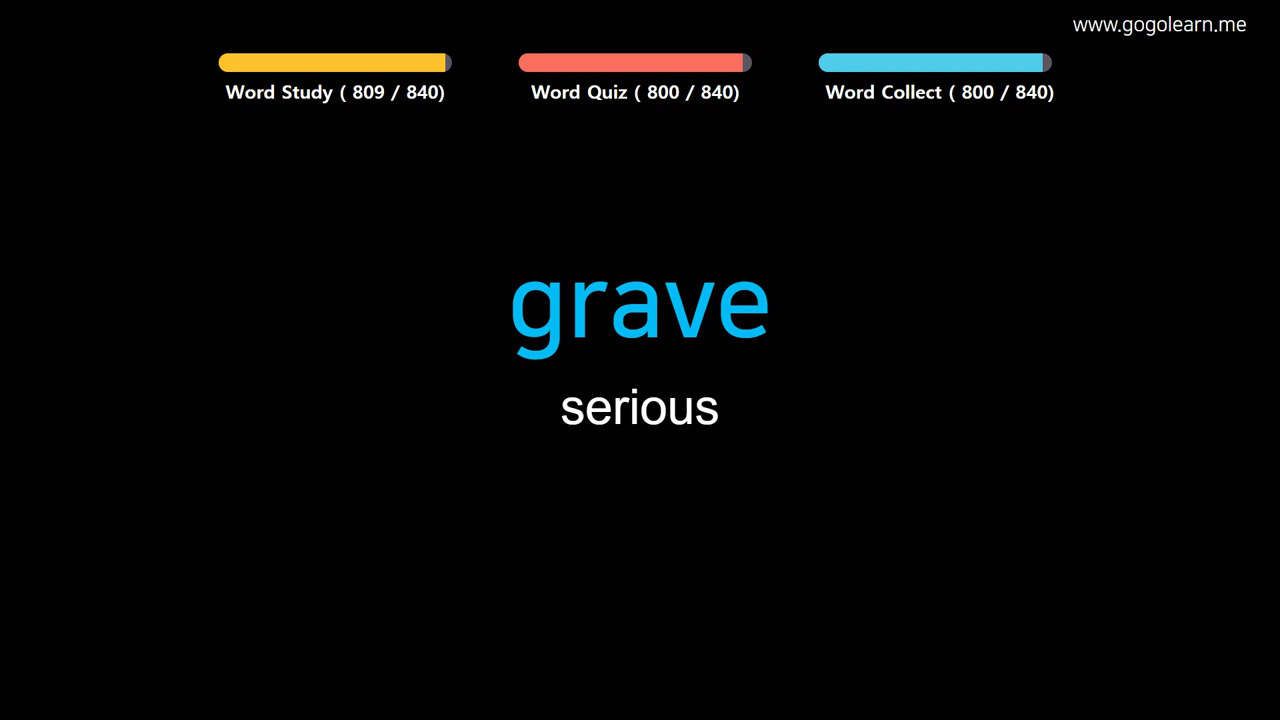 www.gogolearn.me
Word Study ( 809 / 840)
Word Quiz ( 800 / 840)
Word Collect ( 800 / 840)
grave
serious